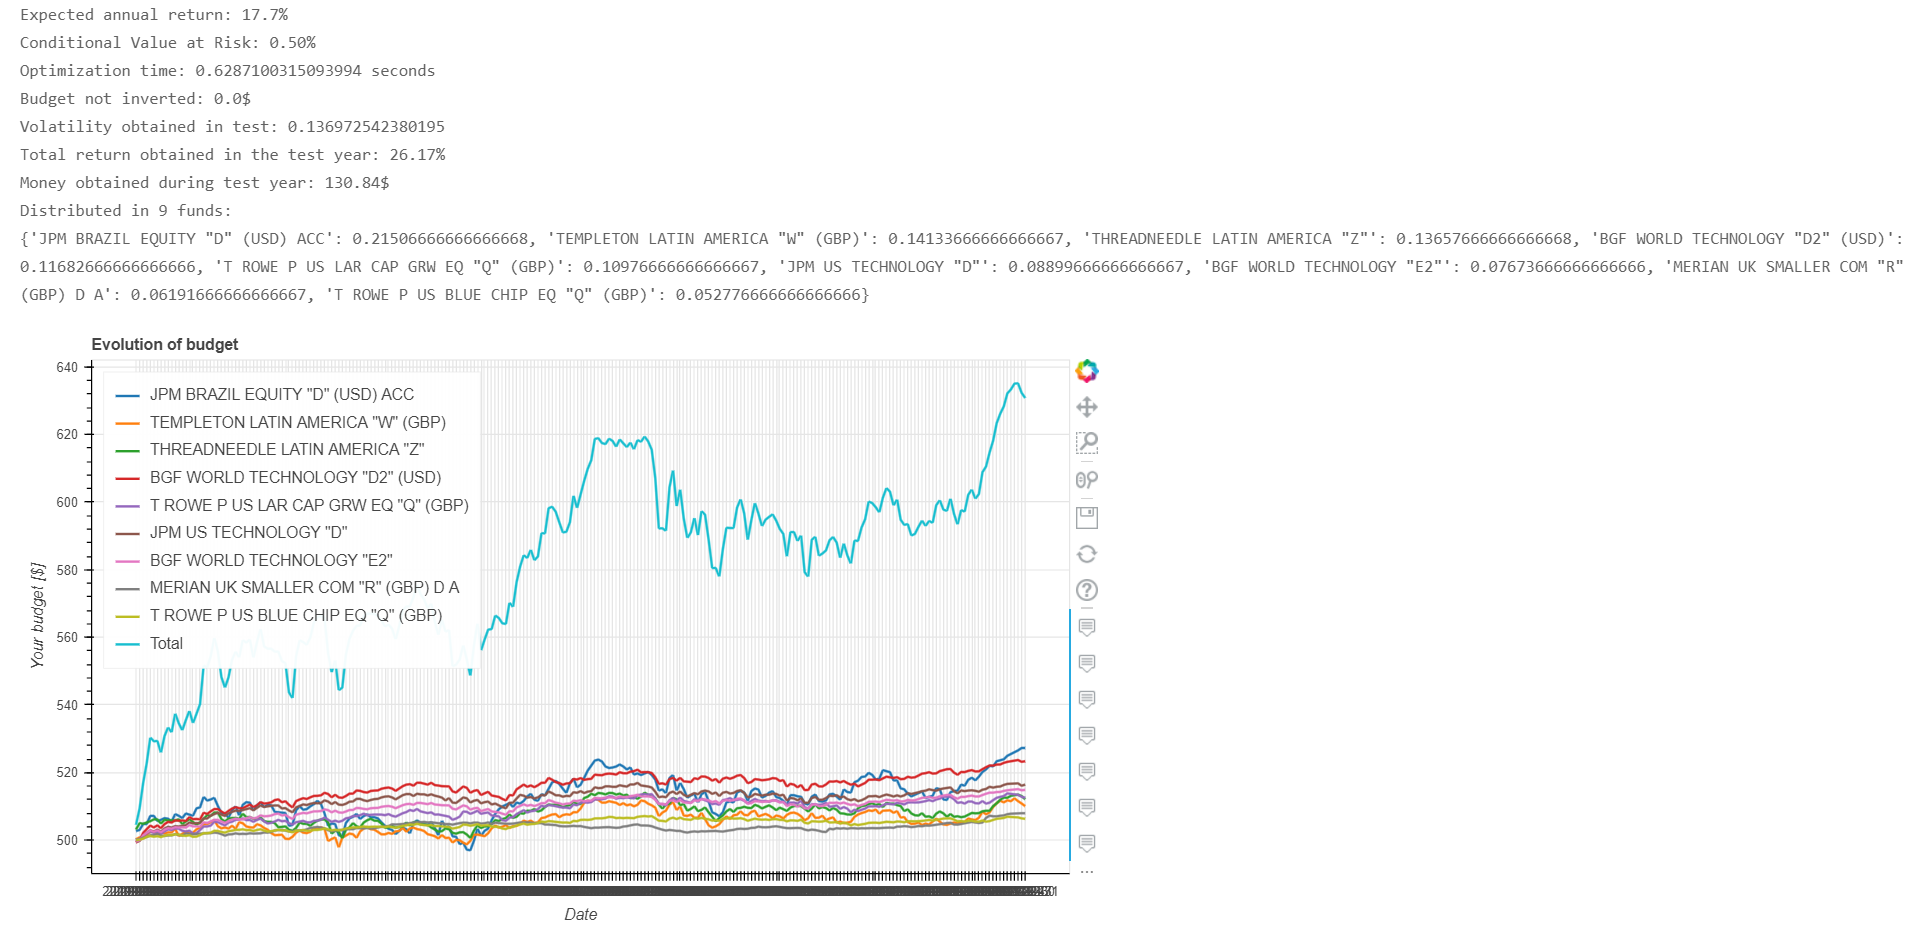 Expected annual return: 17.7%
Conditional Value at Risk: 0.50%
Optimization time: 0.6287100315093994 seconds
Budget not inverted: 0.0$
Volatility obtained in test: 0.136972542380195
Total return obtained in the test year: 26.17%
Money obtained during test year: 130.84$
Distributed in 9 funds:
{'JPM BRAZIL EQUITY "D" (USD) ACC': 0.21506666666666668, 'TEMPLETON LATIN AMERICA "W" (GBP)': 0.14133666666666667, 'THREADNEEDLE LATIN AMERICA "Z"': 0.13657666666666668, 'BGF WORLD TECHNOLOGY "D2" (USD)':
0.11682666666666666, 'T ROWE P US LAR CAP GRW EQ "Q" (GBP)': 0.10976666666666667, 'JPM US TECHNOLOGY "D"': 0.08899666666666667, 'BGF WORLD TECHNOLOGY "E2"': 0.07673666666666666, 'MERIAN UK SMALLER COM "R"
(GBP) D A': 0.06191666666666667, 'T ROWE P US BLUE CHIP EQ "Q" (GBP)': 0.052776666666666666}
Evolution of budget
640
620
600
580
560
540
520
500
Your budget [$]
JPM BRAZIL EQUITY "D" (USD) ACC
TEMPLETON LATIN AMERICA "W" (GBP)
THREADNEEDLE LATIN AMERICA "Z"
BGF WORLD TECHNOLOGY "D2" (USD)
T ROWE P US LAR CAP GRW EQ "Q" (GBP)
JPM US TECHNOLOGY "D"
BGF WORLD TECHNOLOGY "E2"
MERIAN UK SMALLER COM "R" (GBP) D A
T ROWE P US BLUE CHIP EQ "Q" (GBP)
Total
Date